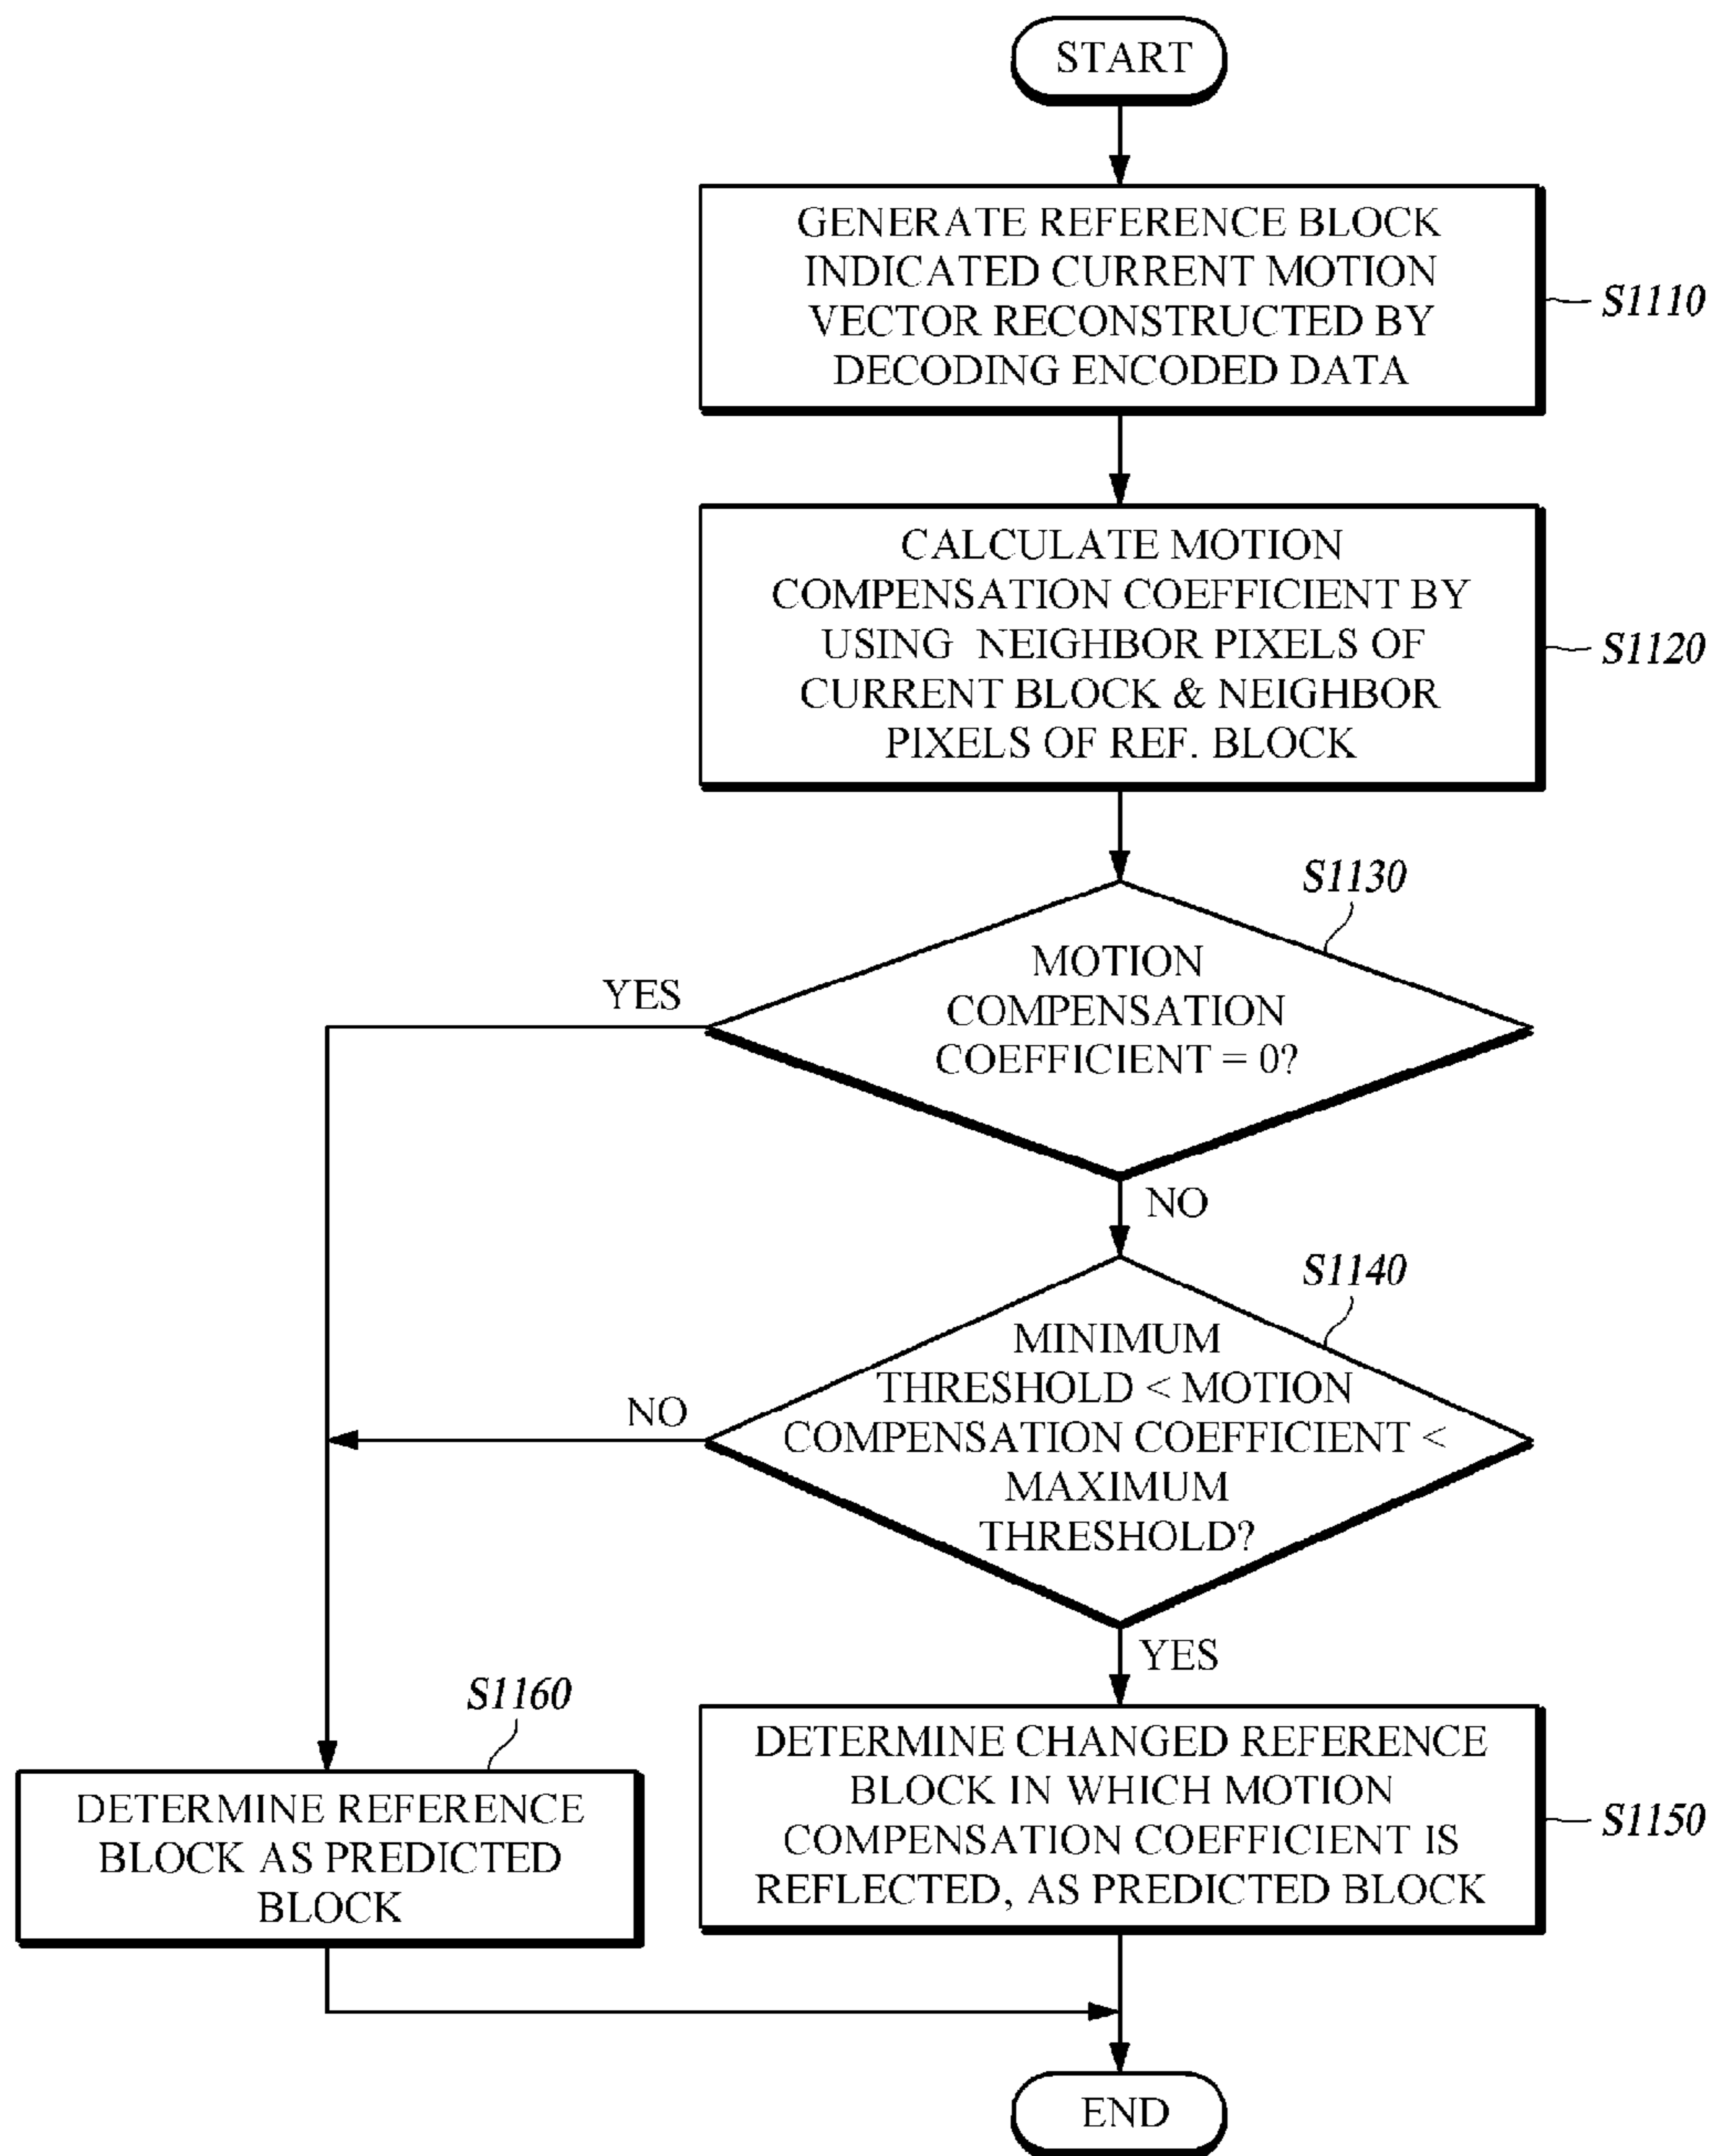 START
GENERATE REFERENCE BLOCK
INDICATED CURRENT MOTION
VECTOR RECONSTRUCTED BY
DECODING ENCODED DATA
S1110
CALCULATE MOTION
COMPENSATION COEFFICIENT BY
USING NEIGHBOR PIXELS OF
CURRENT BLOCK & NEIGHBOR
PIXELS OF REF. BLOCK
S1120
S1130
MOTION
COMPENSATION
COEFFICIENT = 0?
YES
NO
S1140
MINIMUM
THRESHOLD < MOTION
COMPENSATION COEFFICIENT <
MAXIMUM
THRESHOLD?
NO
YES
S1160
DETERMINE REFERENCE
BLOCK AS PREDICTED
BLOCK
DETERMINE CHANGED REFERENCE
BLOCK IN WHICH MOTION
COMPENSATION COEFFICIENT IS
REFLECTED, AS PREDICTED BLOCK
S1150
END